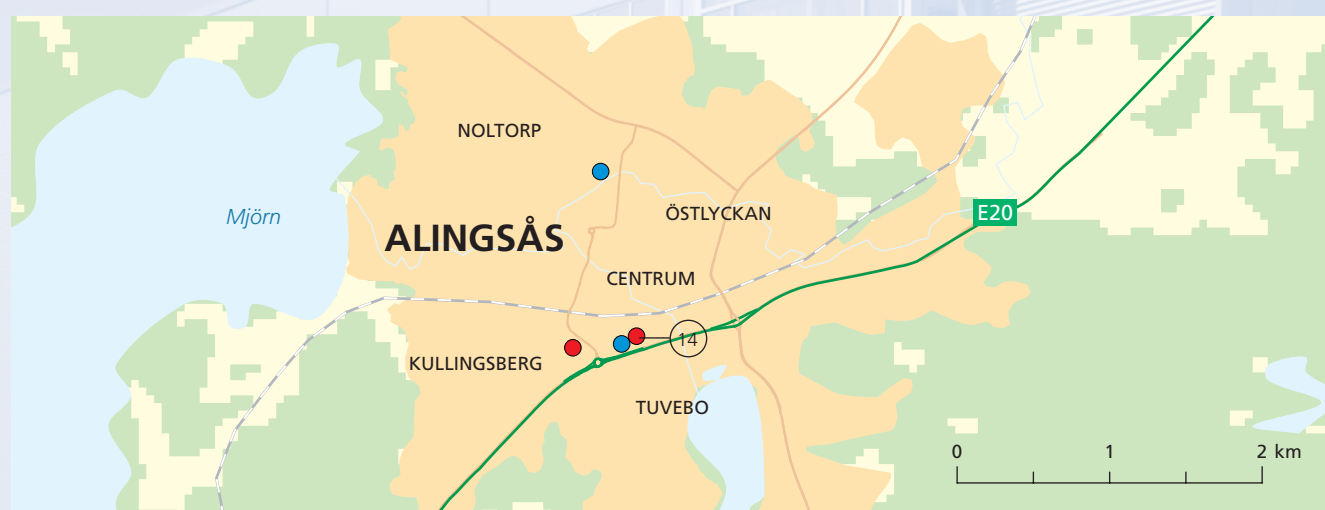 NOLTORP
Mjörn
ÖSTLYCKAN
E20
ALINGSÅS
CENTRUM
14
KULLINGSBERG
TUVEBO
0 1 2 km